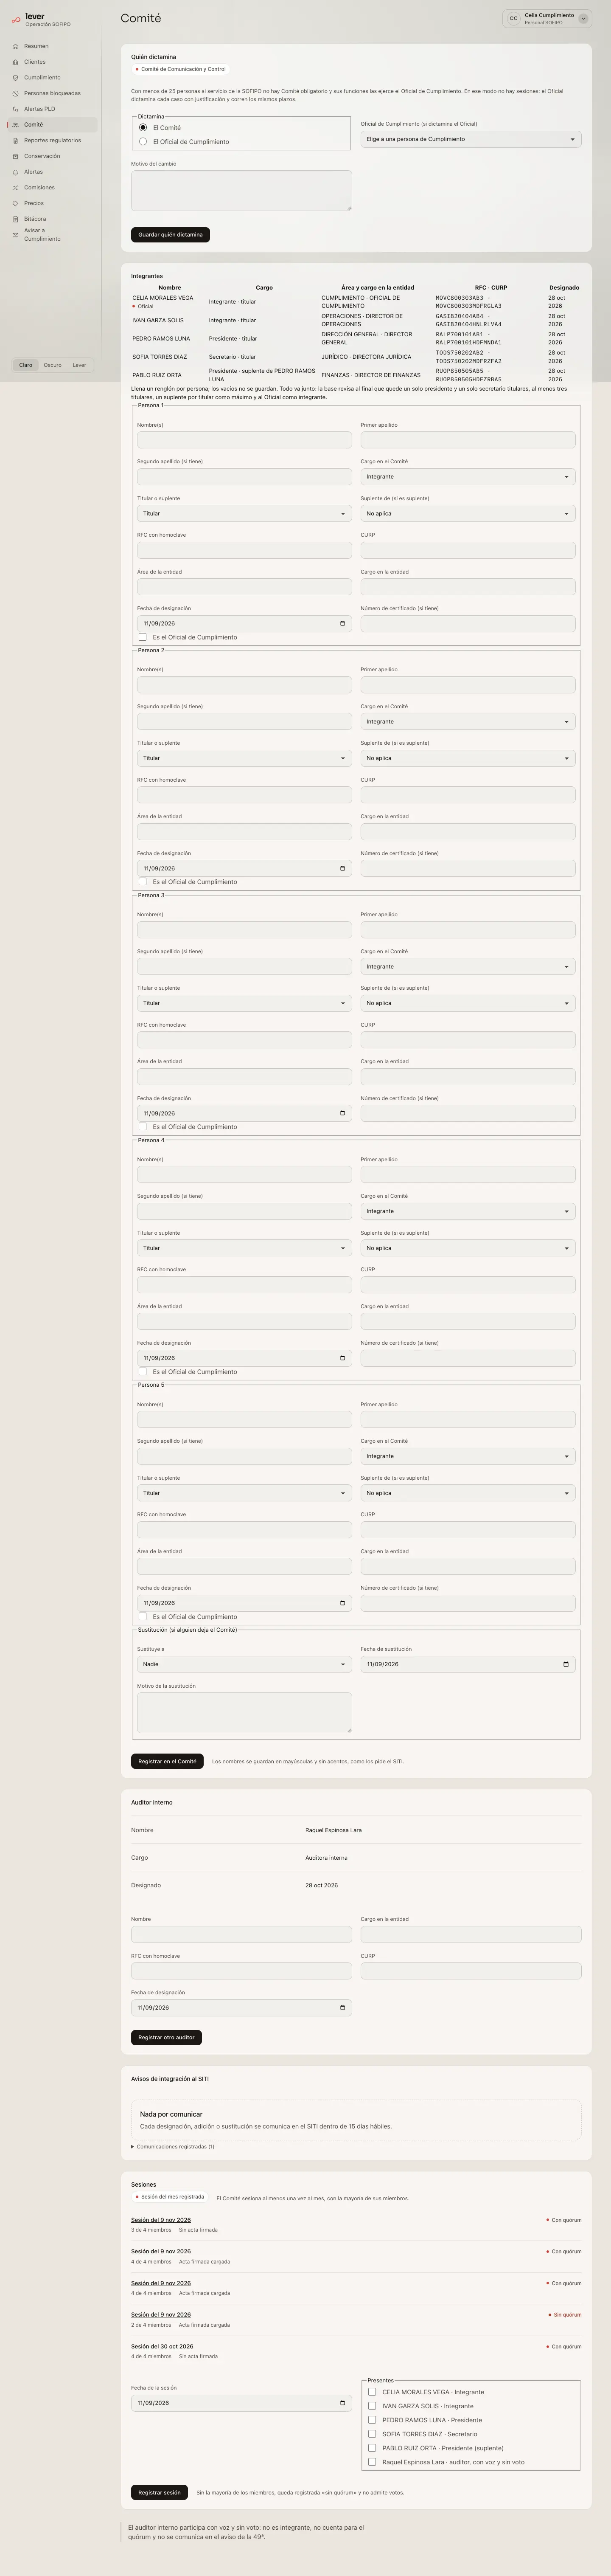 lever
Operación SOFIPO
Resumen
Clientes
Cumplimiento
Personas bloqueadas
Alertas PLD
Comité
Reportes regulatorios
Conservación
Alertas
Comisiones
Precios
Bitácora
Avisar a
Cumplimiento
Claro
Oscuro
Lever
Comité
CC
Celia Cumplimiento
Personal SOFIPO
Quién dictamina
Comité de Comunicación y Control
Con menos de 25 personas al servicio de la SOFIPO no hay Comité obligatorio y sus funciones las ejerce el Oficial de Cumplimiento. En ese modo no hay sesiones: el Oficial
dictamina cada caso con justificación y corren los mismos plazos.
Dictamina
El Comité
El Oficial de Cumplimiento
Oficial de Cumplimiento (si dictamina el Oficial)
Elige a una persona de Cumplimiento
Motivo del cambio
Guardar quién dictamina
Integrantes
Nombre Cargo Área y cargo en la entidad RFC · CURP Designado
CELIA MORALES VEGA
Oficial
Integrante · titular
CUMPLIMIENTO · OFICIAL DE
CUMPLIMIENTO
MOVC800303AB3 ·
MOVC800303MDFRGLA3
28 oct
2026
IVAN GARZA SOLIS
Integrante · titular
OPERACIONES · DIRECTOR DE
OPERACIONES
GASI820404AB4 ·
GASI820404HNLRLVA4
28 oct
2026
PEDRO RAMOS LUNA
Presidente · titular
DIRECCIÓN GENERAL · DIRECTOR
GENERAL
RALP700101AB1 ·
RALP700101HDFMNDA1
28 oct
2026
SOFIA TORRES DIAZ
Secretario · titular
JURÍDICO · DIRECTORA JURÍDICA
TODS750202AB2 ·
TODS750202MDFRZFA2
28 oct
2026
PABLO RUIZ ORTA
Presidente · suplente de PEDRO RAMOS
LUNA
FINANZAS · DIRECTOR DE FINANZAS
RUOP850505AB5 ·
RUOP850505HDFZRBA5
28 oct
2026
Llena un renglón por persona; los vacíos no se guardan. Todo va junto: la base revisa al final que quede un solo presidente y un solo secretario titulares, al menos tres
titulares, un suplente por titular como máximo y al Oficial como integrante.
Persona 1
Nombre(s)
Primer apellido
Segundo apellido (si tiene)
Cargo en el Comité
Integrante
Titular o suplente
Titular
Suplente de (si es suplente)
No aplica
RFC con homoclave
CURP
Área de la entidad
Cargo en la entidad
Fecha de designación
11/09/2026
Número de certificado (si tiene)
Es el Oficial de Cumplimiento
Persona 2
Nombre(s)
Primer apellido
Segundo apellido (si tiene)
Cargo en el Comité
Integrante
Titular o suplente
Titular
Suplente de (si es suplente)
No aplica
RFC con homoclave
CURP
Área de la entidad
Cargo en la entidad
Fecha de designación
11/09/2026
Número de certificado (si tiene)
Es el Oficial de Cumplimiento
Persona 3
Nombre(s)
Primer apellido
Segundo apellido (si tiene)
Cargo en el Comité
Integrante
Titular o suplente
Titular
Suplente de (si es suplente)
No aplica
RFC con homoclave
CURP
Área de la entidad
Cargo en la entidad
Fecha de designación
11/09/2026
Número de certificado (si tiene)
Es el Oficial de Cumplimiento
Persona 4
Nombre(s)
Primer apellido
Segundo apellido (si tiene)
Cargo en el Comité
Integrante
Titular o suplente
Titular
Suplente de (si es suplente)
No aplica
RFC con homoclave
CURP
Área de la entidad
Cargo en la entidad
Fecha de designación
11/09/2026
Número de certificado (si tiene)
Es el Oficial de Cumplimiento
Persona 5
Nombre(s)
Primer apellido
Segundo apellido (si tiene)
Cargo en el Comité
Integrante
Titular o suplente
Titular
Suplente de (si es suplente)
No aplica
RFC con homoclave
CURP
Área de la entidad
Cargo en la entidad
Fecha de designación
11/09/2026
Número de certificado (si tiene)
Es el Oficial de Cumplimiento
Sustitución (si alguien deja el Comité)
Sustituye a
Nadie
Fecha de sustitución
11/09/2026
Motivo de la sustitución
Registrar en el Comité
Los nombres se guardan en mayúsculas y sin acentos, como los pide el SITI.
Auditor interno
Nombre
Raquel Espinosa Lara
Cargo
Auditora interna
Designado
28 oct 2026
Nombre
Cargo en la entidad
RFC con homoclave
CURP
Fecha de designación
11/09/2026
Registrar otro auditor
Avisos de integración al SITI
Nada por comunicar
Cada designación, adición o sustitución se comunica en el SITI dentro de 15 días hábiles.
Comunicaciones registradas (1)
Sesiones
Sesión del mes registrada
El Comité sesiona al menos una vez al mes, con la mayoría de sus miembros.
Sesión del 9 nov 2026
Con quórum
3 de 4 miembros Sin acta firmada
Sesión del 9 nov 2026
Con quórum
4 de 4 miembros Acta firmada cargada
Sesión del 9 nov 2026
Con quórum
4 de 4 miembros Acta firmada cargada
Sesión del 9 nov 2026
Sin quórum
2 de 4 miembros Acta firmada cargada
Sesión del 30 oct 2026
Con quórum
4 de 4 miembros Sin acta firmada
Fecha de la sesión
11/09/2026
Presentes
CELIA MORALES VEGA · Integrante
IVAN GARZA SOLIS · Integrante
PEDRO RAMOS LUNA · Presidente
SOFIA TORRES DIAZ · Secretario
PABLO RUIZ ORTA · Presidente (suplente)
Raquel Espinosa Lara · auditor, con voz y sin voto
Registrar sesión
Sin la mayoría de los miembros, queda registrada «sin quórum» y no admite votos.
El auditor interno participa con voz y sin voto: no es integrante, no cuenta para el
quórum y no se comunica en el aviso de la 49ª.